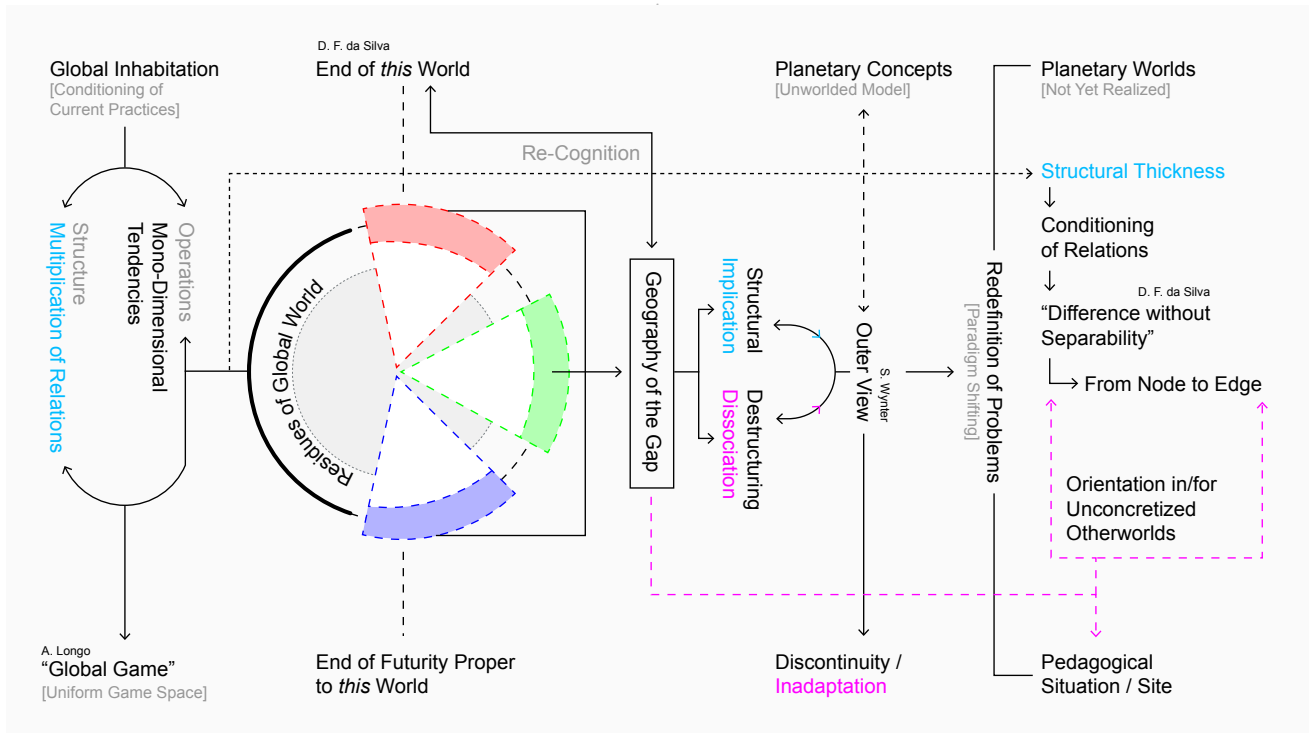 Global Inhabitation
[Conditioning of
Current Practices]
Structure
Multiplication of Relations
Operations
Mono-Dimensional
Tendencies
A. Longo
“Global Game”
[Uniform Game Space]
D. F. da Silva
End of this World
Re-Cognition
Residues of Global World
End of Futurity Proper
to this World
Geography of the Gap
Structural
Implication
Destructuring
Dissociation
Planetary Concepts
[Unworlded Model]
S. Wynter
Outer View
Discontinuity /
Inadaptation
Redefinition of Problems
[Paradigm Shifting]
Planetary Worlds
[Not Yet Realized]
Structural Thickness
Conditioning
of Relations
D. F. da Silva
“Difference without
Separability”
From Node to Edge
Orientation in/for
Unconcretized
Otherworlds
Pedagogical
Situation / Site